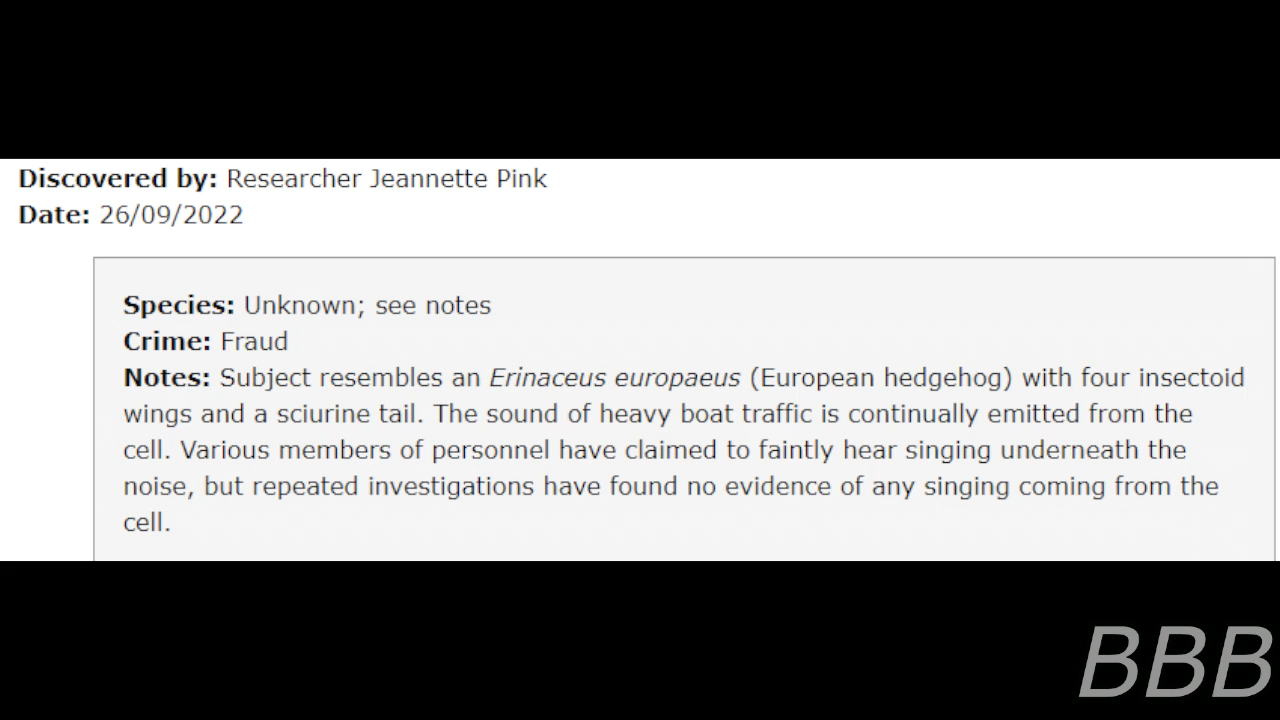 Discovered by: Researcher Jeannette Pink
Date: 26/09/2022
Species: Unknown; see notes
Crime: Fraud
Notes: Subject resembles an Erinaceus europaeus (European hedgehog) with four insectoid
wings and a sciurine tail. The sound of heavy boat traffic is continually emitted from the
cell. Various members of personnel have claimed to faintly hear singing underneath the
noise, but repeated investigations have found no evidence of any singing coming from the
cell.
BBB